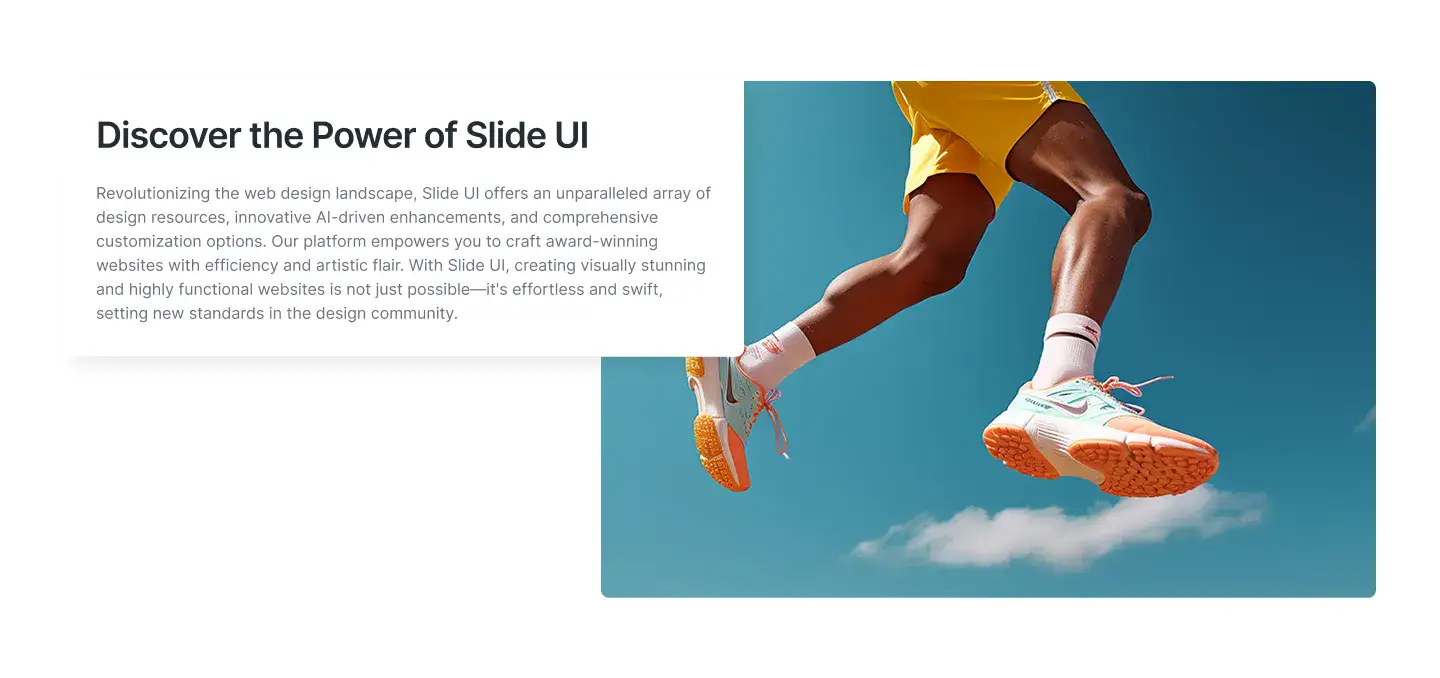 Discover the Power of Slide UI
Revolutionizing the web design landscape, Slide UI offers an unparalleled array of
design resources, innovative AI-driven enhancements, and comprehensive
customization options. Our platform empowers you to craft award-winning
websites with efficiency and artistic flair. With Slide UI, creating visually stunning
and highly functional websites is not just possible—it's effortless and swift,
setting new standards in the design community.